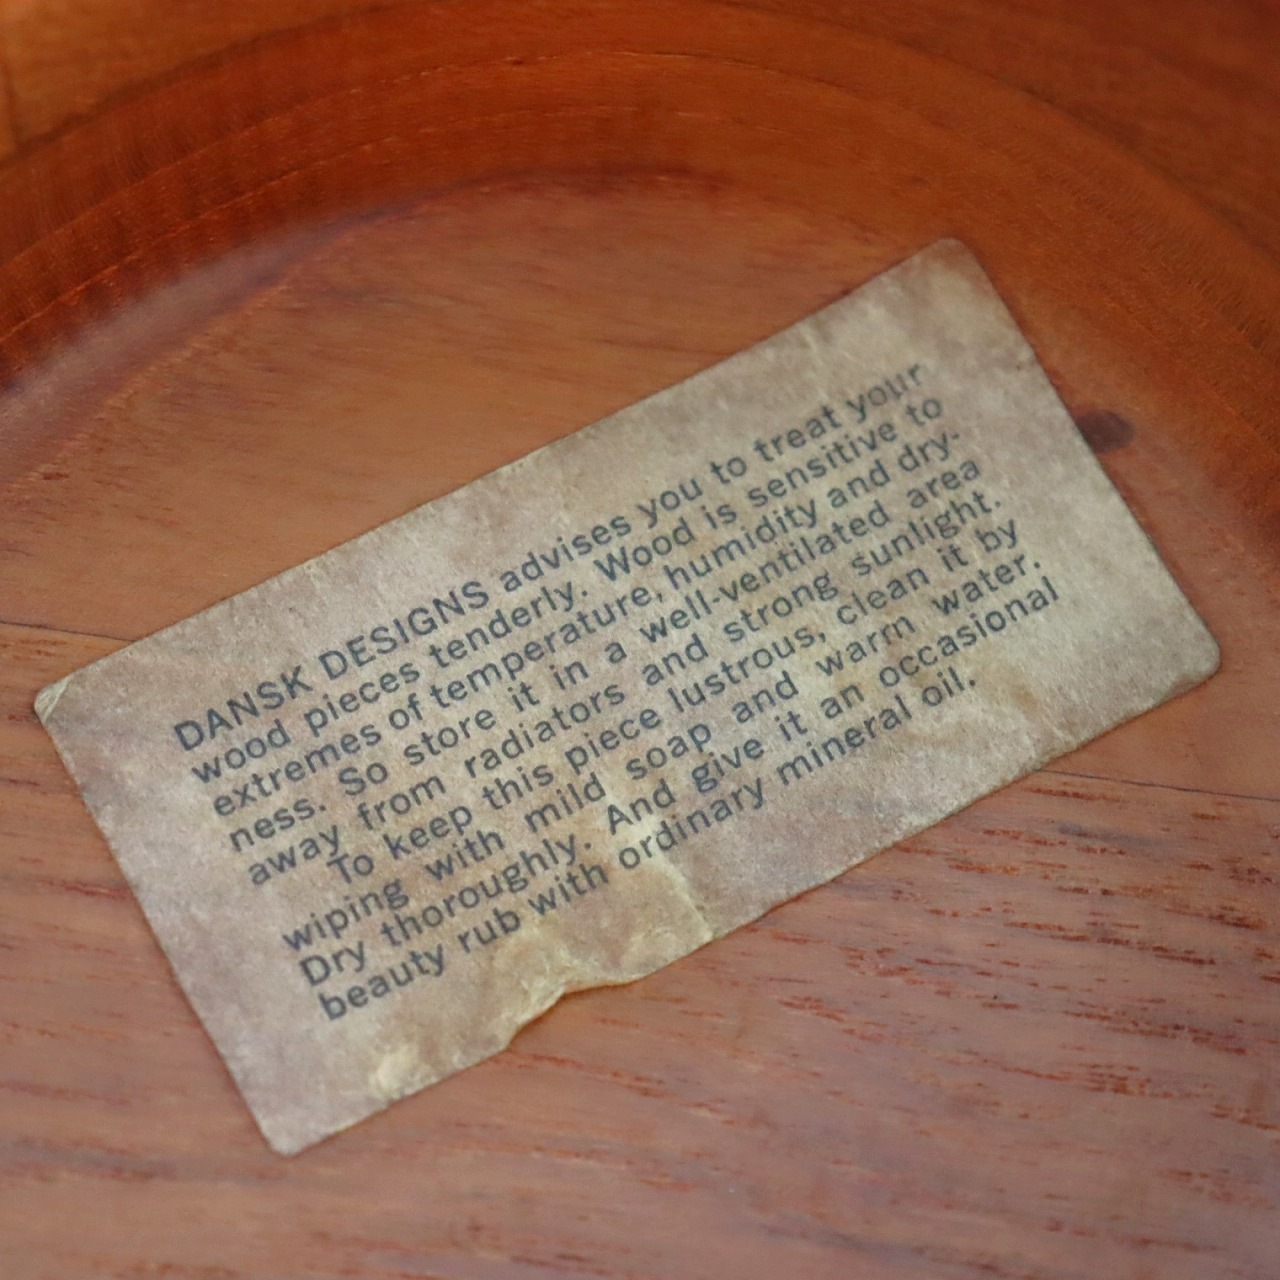 DANSK DESIGNS advises you to treat your
wood pieces tenderly. Wood is sensitive to
extremes of temperature, humidity and dry-
ness. So store it in a well-ventilated area
away from radiators and strong sunlight.
To keep this piece lustrous, clean it by
wiping with mild soap and warm water.
Dry thoroughly. And give it an occasional
beauty rub with ordinary mineral oil.